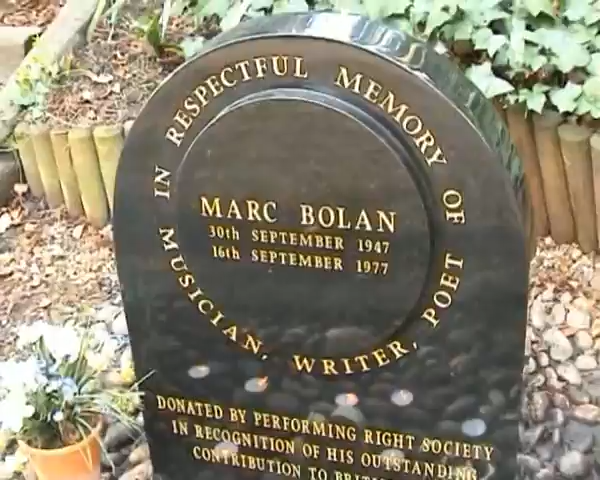 IN RESPECTFUL MEMORY OF
MARC BOLAN
30th SEPTEMBER 1947
16th SEPTEMBER 1977
MUSICIAN, WRITER, POET
DONATED BY PERFORMING RIGHT SOCIETY
IN RECOGNITION OF HIS OUTSTANDING
CONTRIBUTION TO